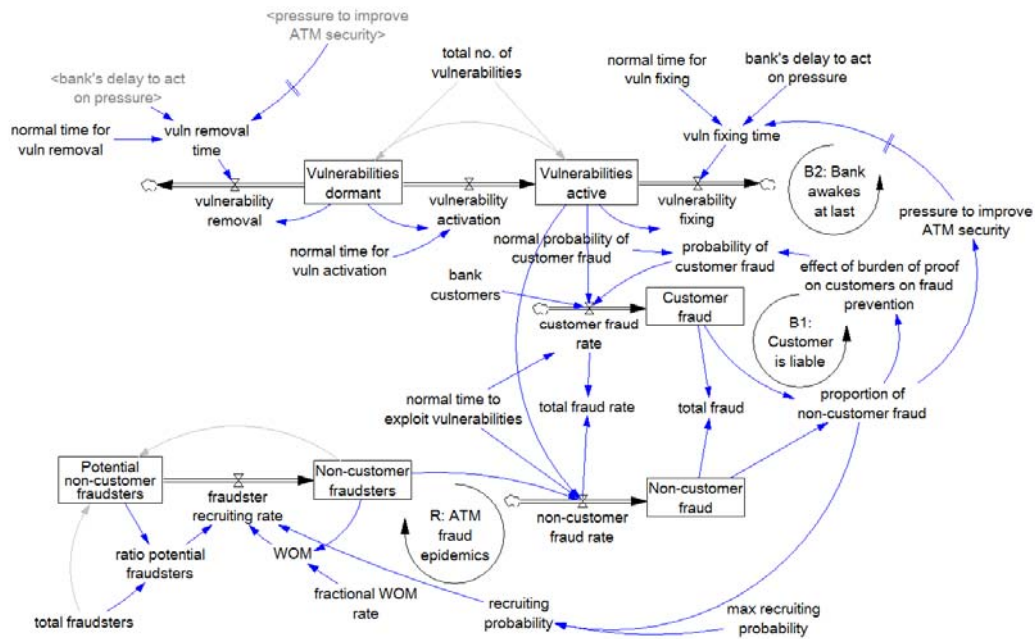 <pressure to improve
ATM security>
<bank's delay to act
on pressure>
total no. of
vulnerabilities
normal time for
vuln fixing
bank's delay to act
on pressure
normal time for
vuln removal
vuln removal
time
vuln fixing time
Vulnerabilities
dormant
Vulnerabilities
active
B2: Bank
awakes
at last
vulnerability
removal
vulnerability
activation
vulnerability
fixing
pressure to improve
ATM security
normal time for
vuln activation
normal probability of
customer fraud
probability of
customer fraud
effect of burden of proof
on customers on fraud
prevention
bank
customers
Customer
fraud
customer fraud
rate
B1:
Customer
is liable
normal time to
exploit vulnerabilities
total fraud rate
total fraud
proportion of
non-customer fraud
Potential
non-customer
fraudsters
fraudster
recruiting rate
Non-customer
fraudsters
R: ATM
fraud
epidemics
non-customer
fraud rate
Non-customer
fraud
ratio potential
fraudsters
WOM
fractional WOM
rate
total fraudsters
recruiting
probability
max recruiting
probability